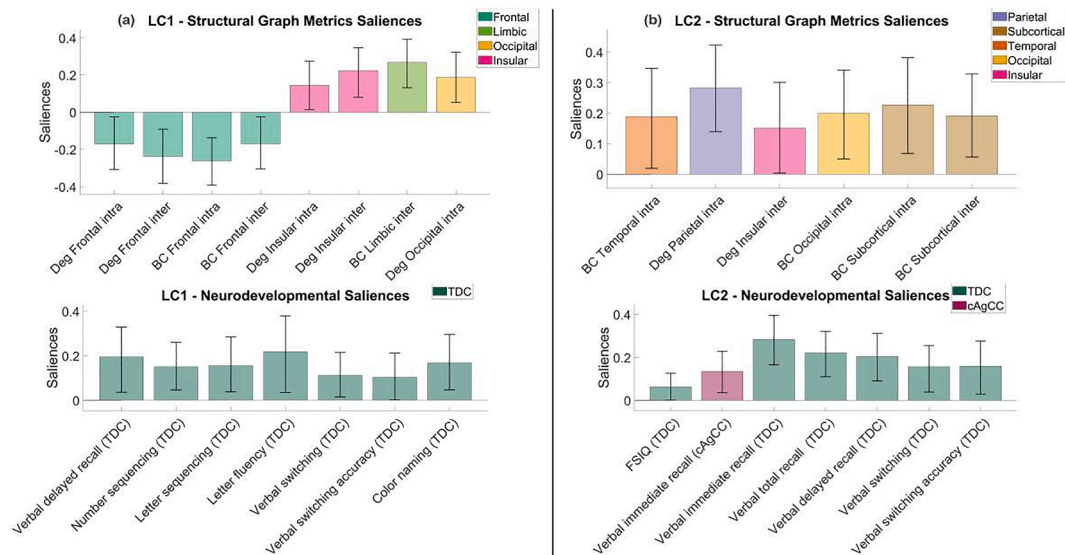 (a) LC1 - Structural Graph Metrics Saliences
Frontal
Limbic
Occipital
Insular
Saliences
0.4
0.2
0
-0.2
-0.4
Deg Frontal intra
Deg Frontal inter
BC Frontal intra
BC Frontal inter
Deg Insular intra
Deg Insular inter
BC Limbic inter
Deg Occipital intra
LC1 - Neurodevelopmental Saliences
TDC
Saliences
0.4
0.2
0
Verbal delayed recall (TDC)
Number sequencing (TDC)
Letter sequencing (TDC)
Letter fluency (TDC)
Verbal switching (TDC)
Verbal switching accuracy (TDC)
Color naming (TDC)
(b) LC2 - Structural Graph Metrics Saliences
Parietal
Subcortical
Temporal
Occipital
Insular
Saliences
0.4
0.3
0.2
0.1
0
BC Temporal intra
Deg Parietal intra
Deg Insular inter
BC Occipital intra
BC Subcortical intra
BC Subcortical inter
LC2 - Neurodevelopmental Saliences
TDC
cAgCC
Saliences
0.4
0.2
0
FSIQ (TDC)
Verbal immediate recall (cAgCC)
Verbal immediate recall (TDC)
Verbal total recall (TDC)
Verbal delayed recall (TDC)
Verbal switching (TDC)
Verbal switching accuracy (TDC)